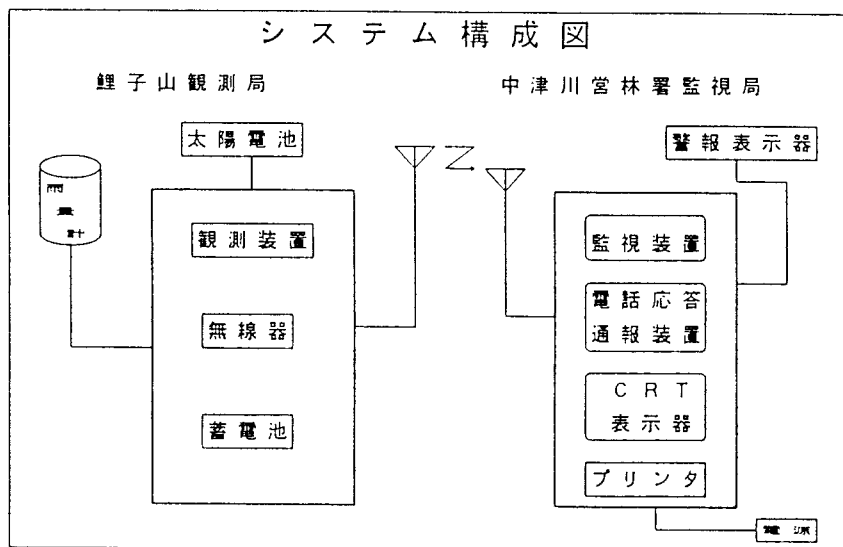 システム構成図
鯉子山観測局
太陽電池
雨量計
観測装置
無線器
蓄電池
中津川営林署監視局
警報表示器
監視装置
電話応答
通報装置
CRT
表示器
プリンタ
電源